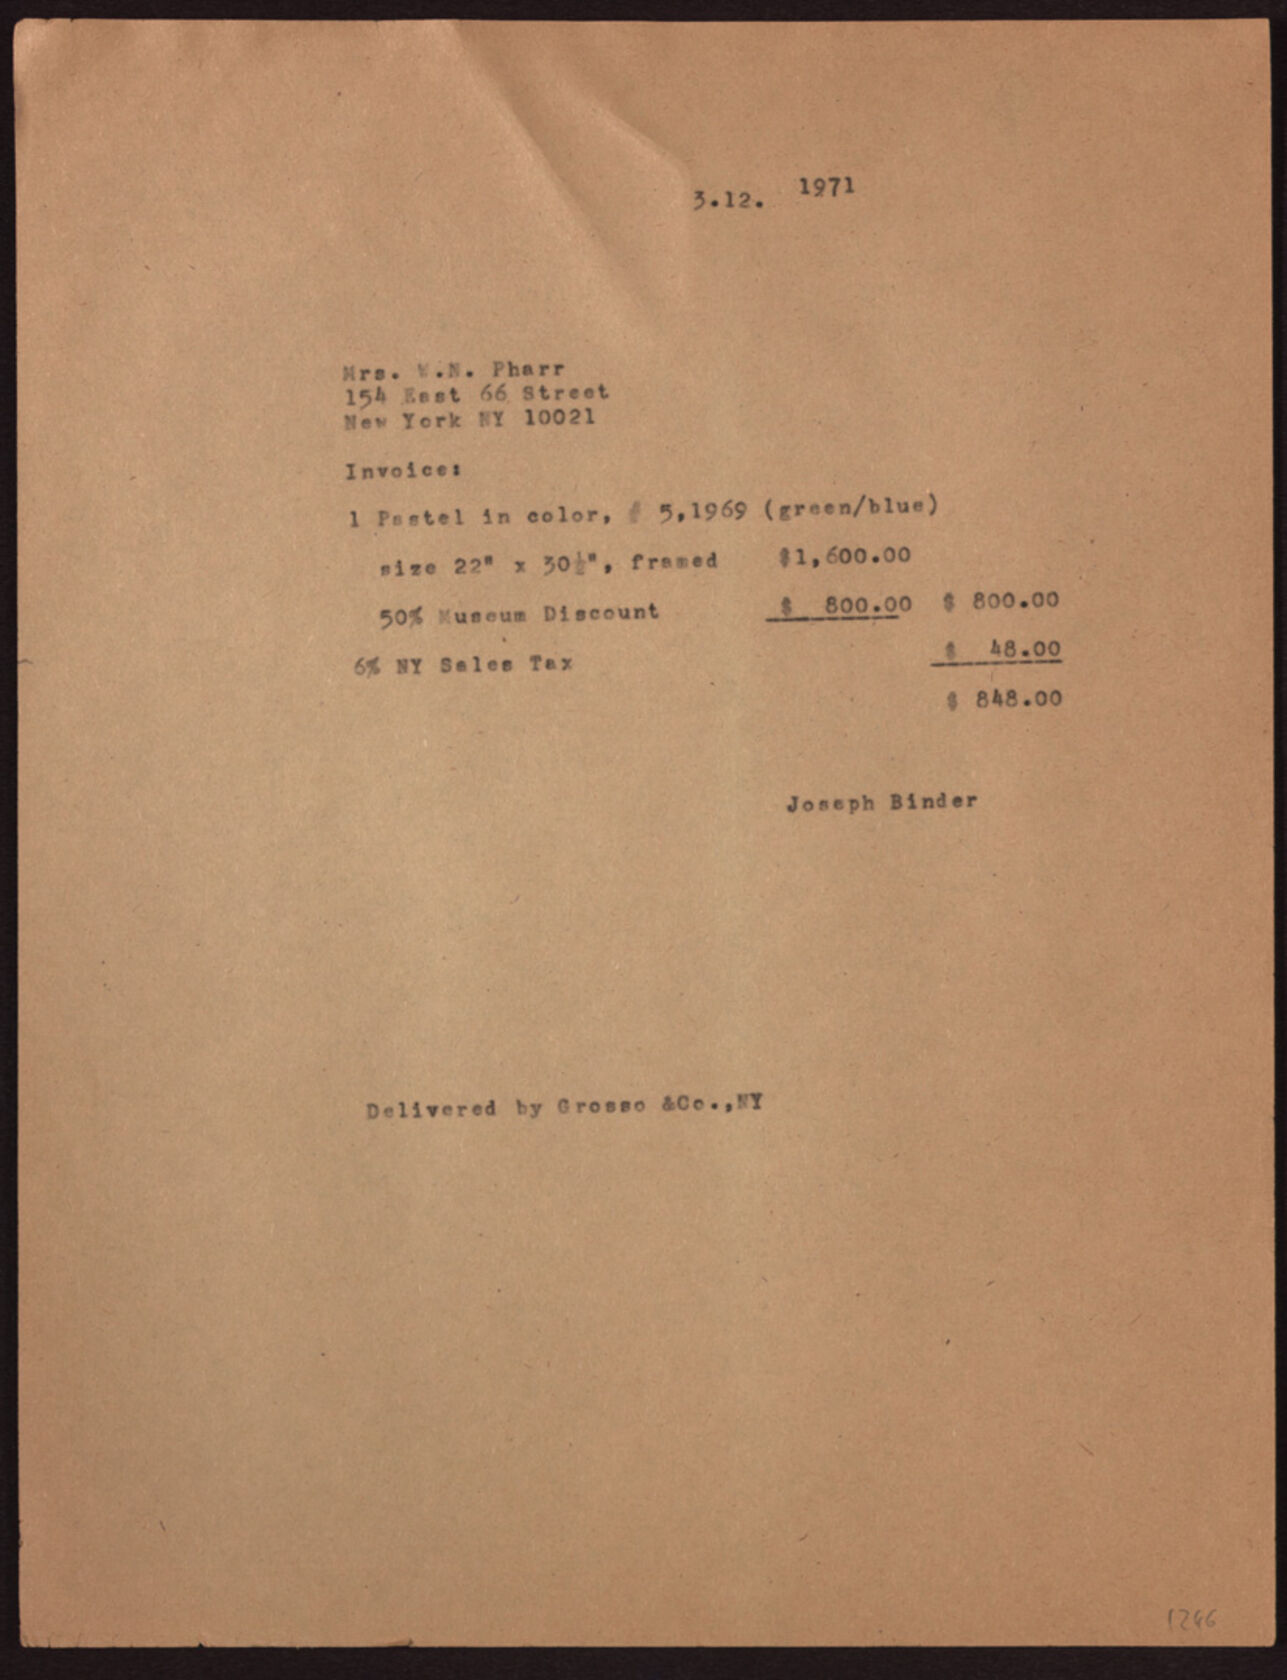 3.12. 1971
Mrs. W.N. Pharr
154 East 66 Street
New York NY 10021
Invoice:
1 Pastel in color, # 5,1969 (green/blue)
size 22" x 30½", framed $1,600.00
50% Museum Discount $ 800.00 $ 800.00
6% NY Sales Tax $ 48.00
$ 848.00
Joseph Binder
Delivered by Grosso &Co.,NY
1246